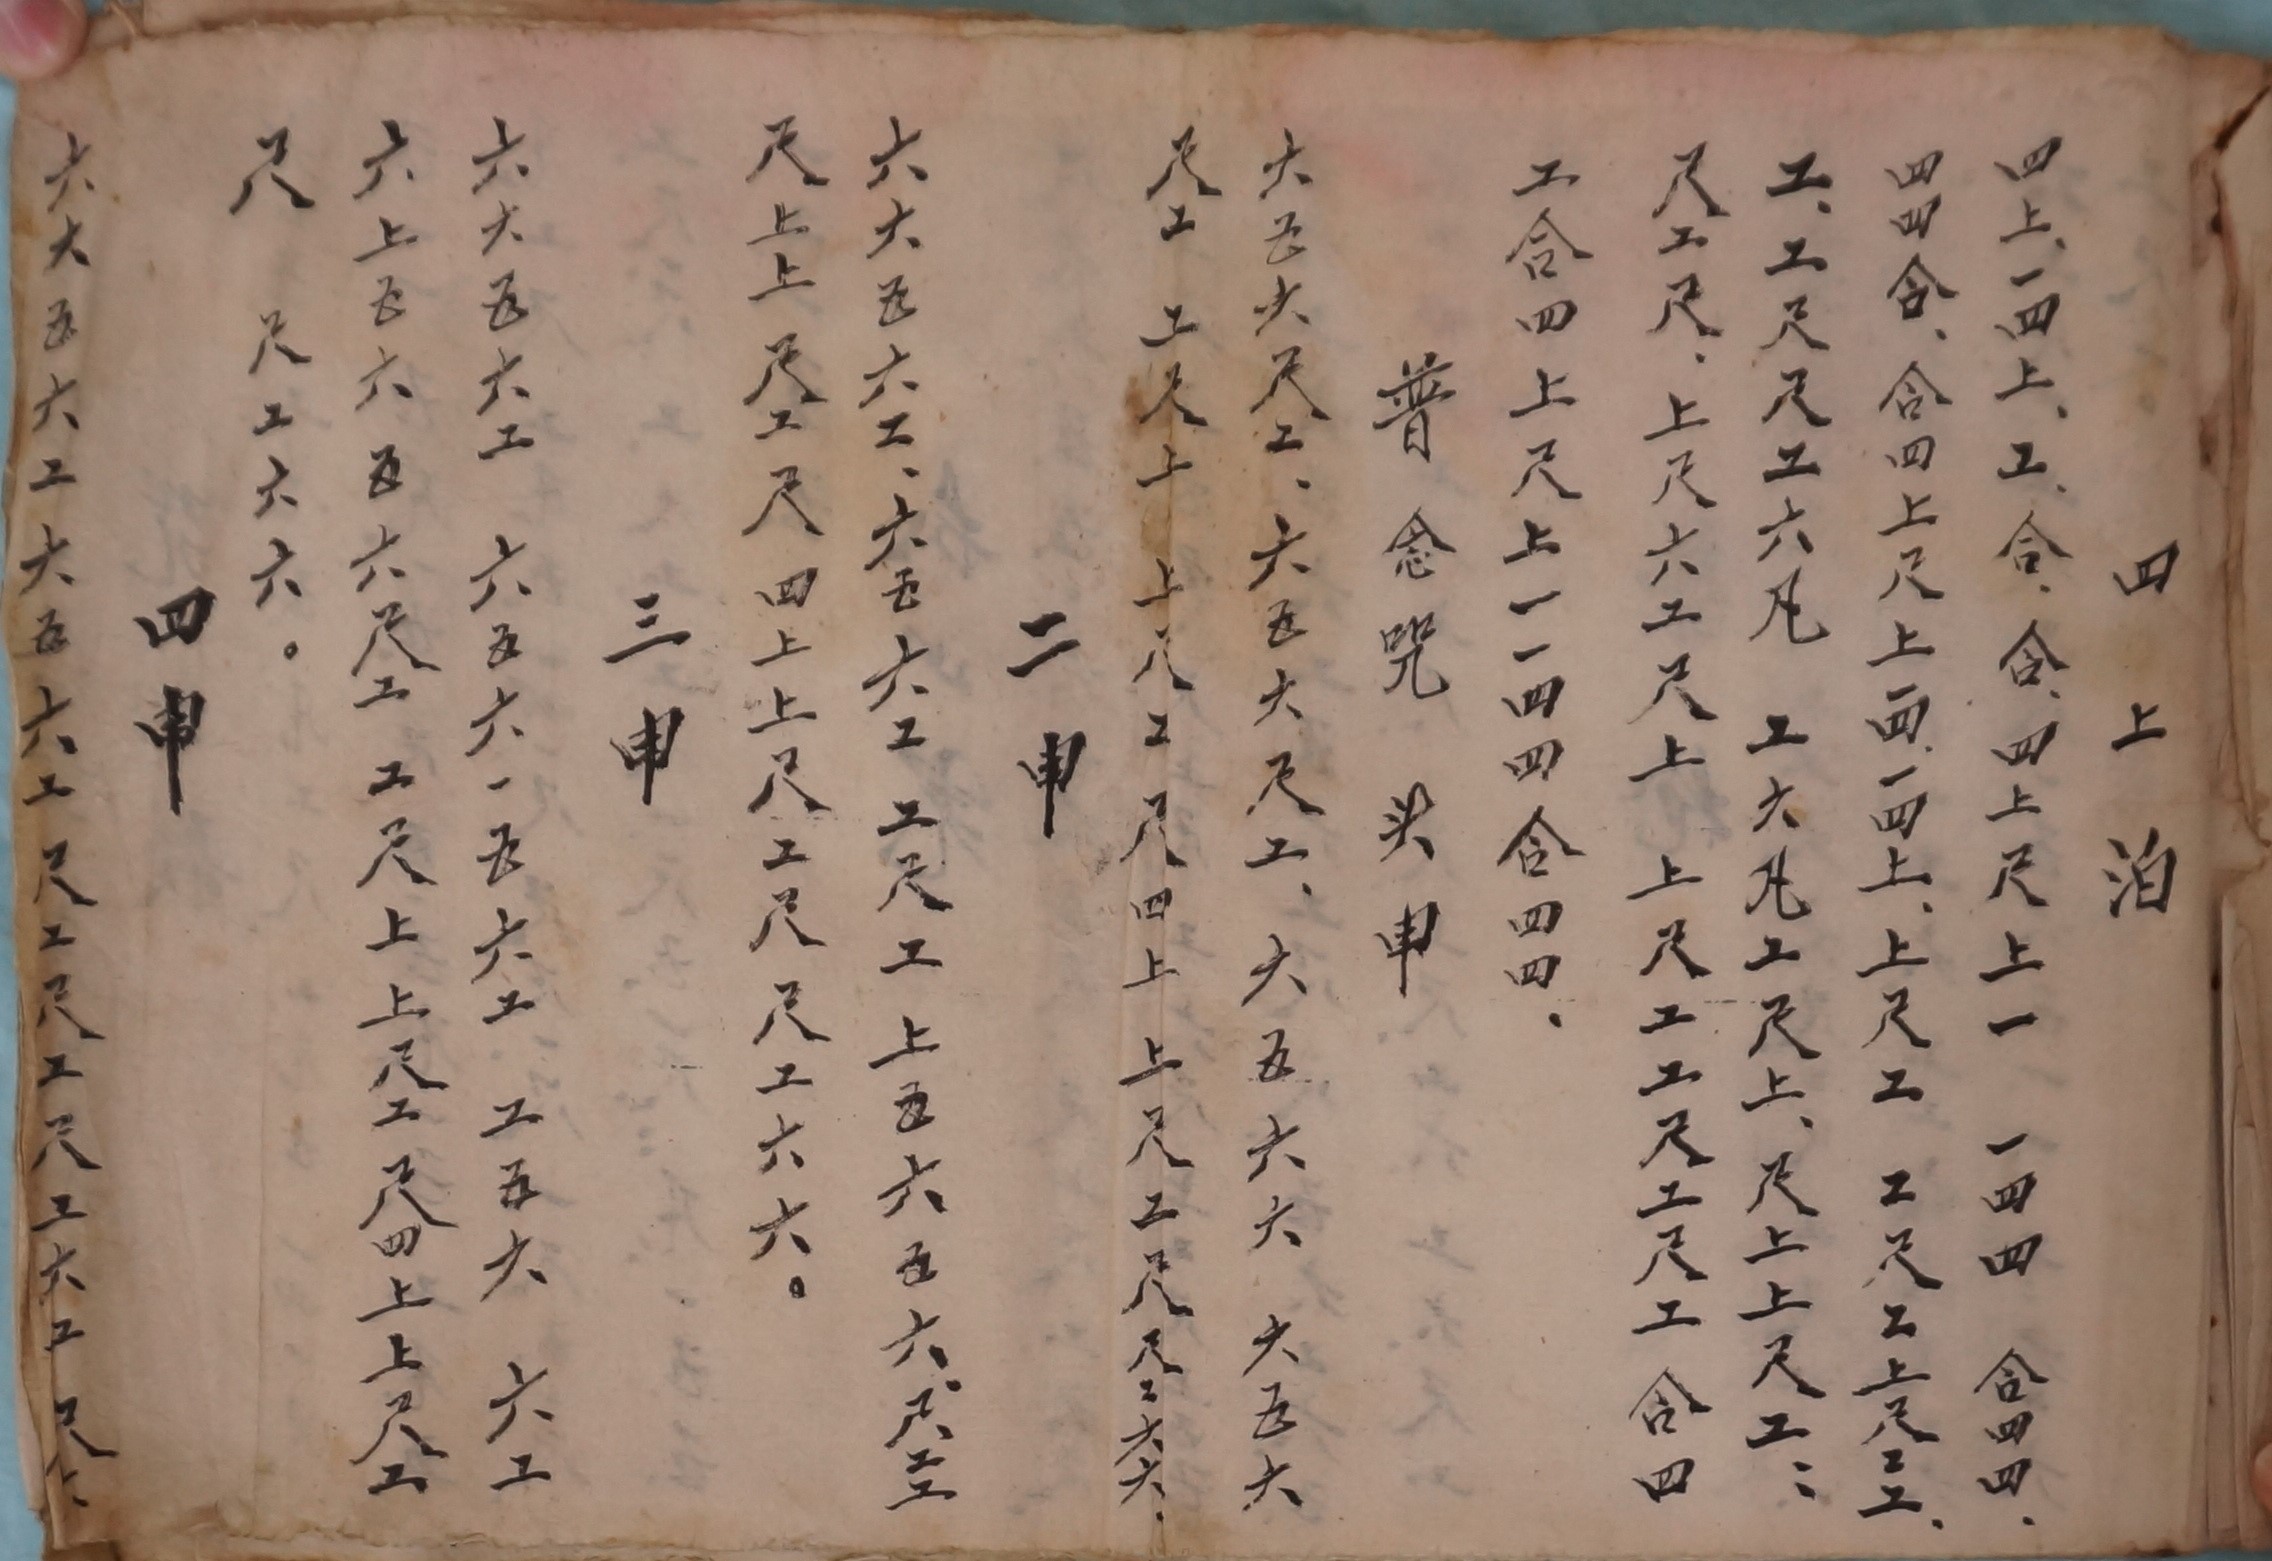 四上泊
四上、一四上、工、合、合、四上尺上一 一四四 合四四、
四四合、合四上尺上一四、一四上、上尺工 工尺工上尺工工、
工、工尺尺工六凡 工六凡工尺上、尺上上尺工、、
尺工尺、上尺六工尺上 上尺工工尺工尺工合四
工合四上尺上一一四四合四四、
普念咒 头申
六五六尺工、六五六尺工、六五六六 六五六
尺工 工尺上 上尺工尺四上 上尺工尺尺工六六、
二申
六六五六工、六五六工 工尺工 上五六五六、尺工工
尺上上尺工尺 四上上尺工尺 尺工六六。
三申
六六五六工 六五六一五六工 工五六 六工
六上五六五六尺工 工尺上上尺工尺四上上尺工
尺 尺工六六。
四申
六六五六工六五六工尺工尺工尺工六工尺上、